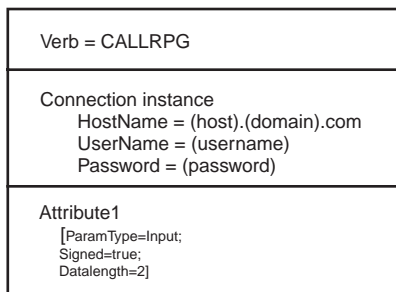 Verb = CALLRPG
Connection instance
HostName = (host).(domain).com
UserName = (username)
Password = (password)
Attribute1
[ParamType=Input;
Signed=true;
Datalength=2]